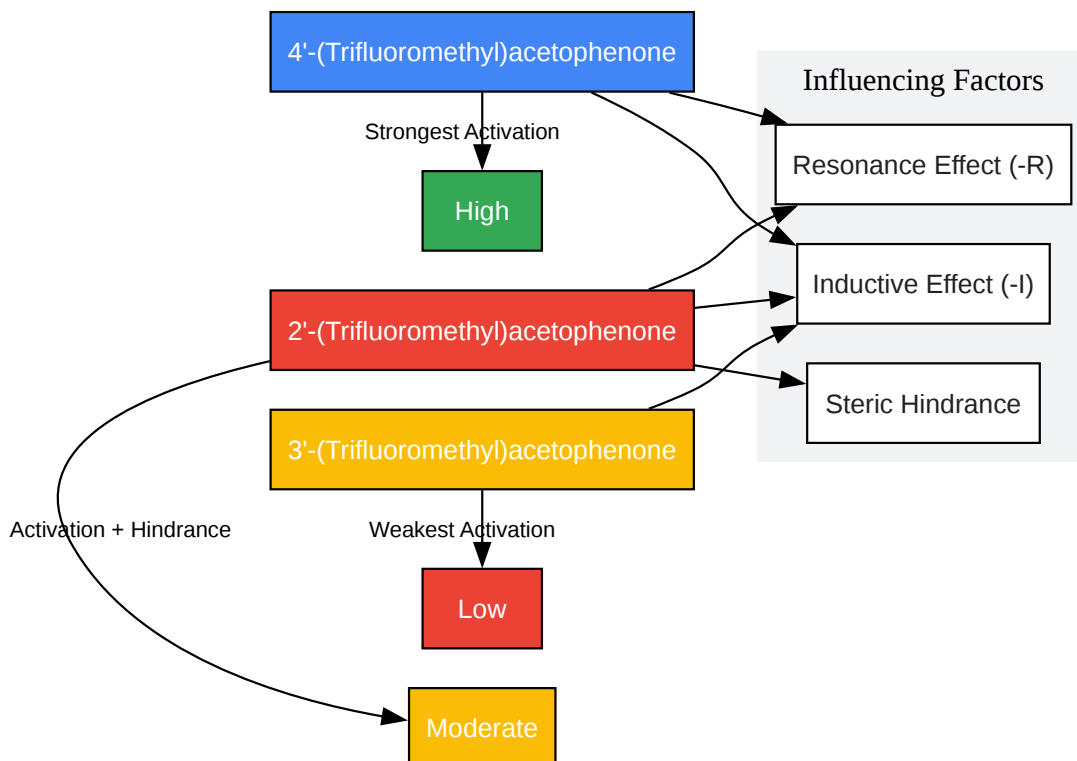 4'-(Trifluoromethyl)acetophenone
Influencing Factors
Strongest Activation
Resonance Effect (-R)
High
Inductive Effect (-I)
2'-(Trifluoromethyl)acetophenone
Steric Hindrance
3'-(Trifluoromethyl)acetophenone
Activation + Hindrance
Weakest Activation
Low
Moderate